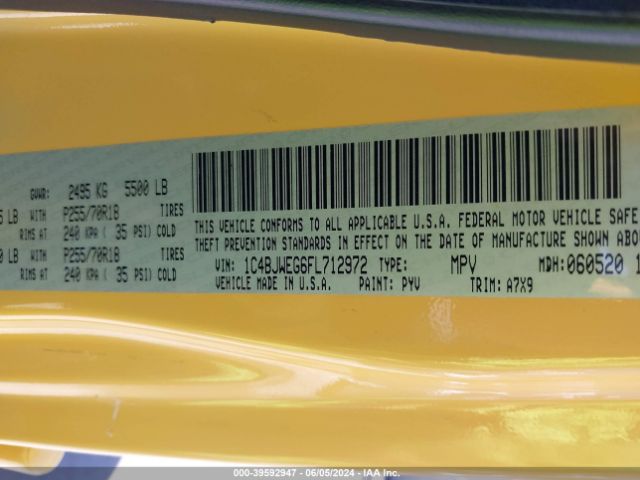 GVWR: 2495 KG 5500 LB
LB WITH P255/70R18 TIRES
RIMS AT 240 KPA ( 35 PSI) COLD
LB WITH P255/70R18 TIRES
RIMS AT 240 KPA ( 35 PSI) COLD
THIS VEHICLE CONFORMS TO ALL APPLICABLE U.S.A. FEDERAL MOTOR VEHICLE SAFE
THEFT PREVENTION STANDARDS IN EFFECT ON THE DATE OF MANUFACTURE SHOWN ABO
VIN: 1C4BJWEG6FL712972 TYPE: MPV MDH:060520 1
VEHICLE MADE IN U.S.A. PAINT: PYV TRIM: A7X9
000-39592947 - 06/05/2024 - IAA Inc.